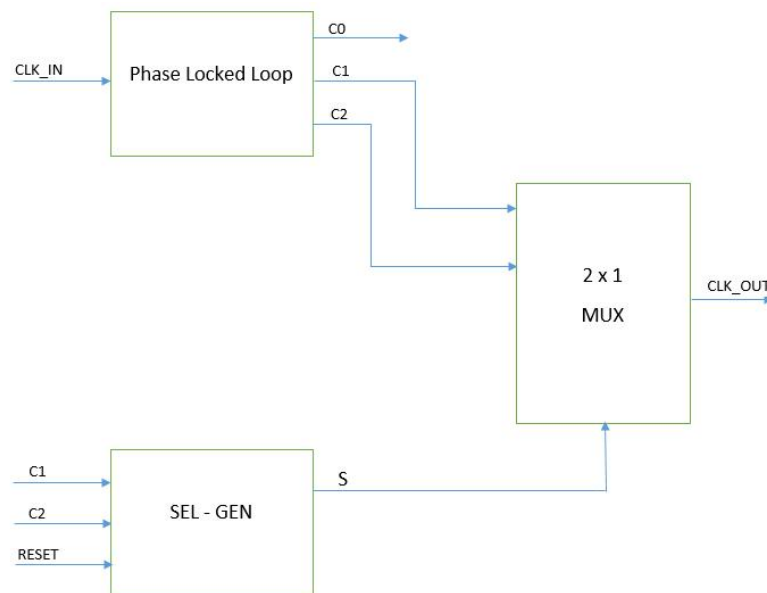 C0
CLK_IN
Phase Locked Loop
C1
C2
2 x 1
MUX
CLK_OUT
C1
S
C2
SEL - GEN
RESET